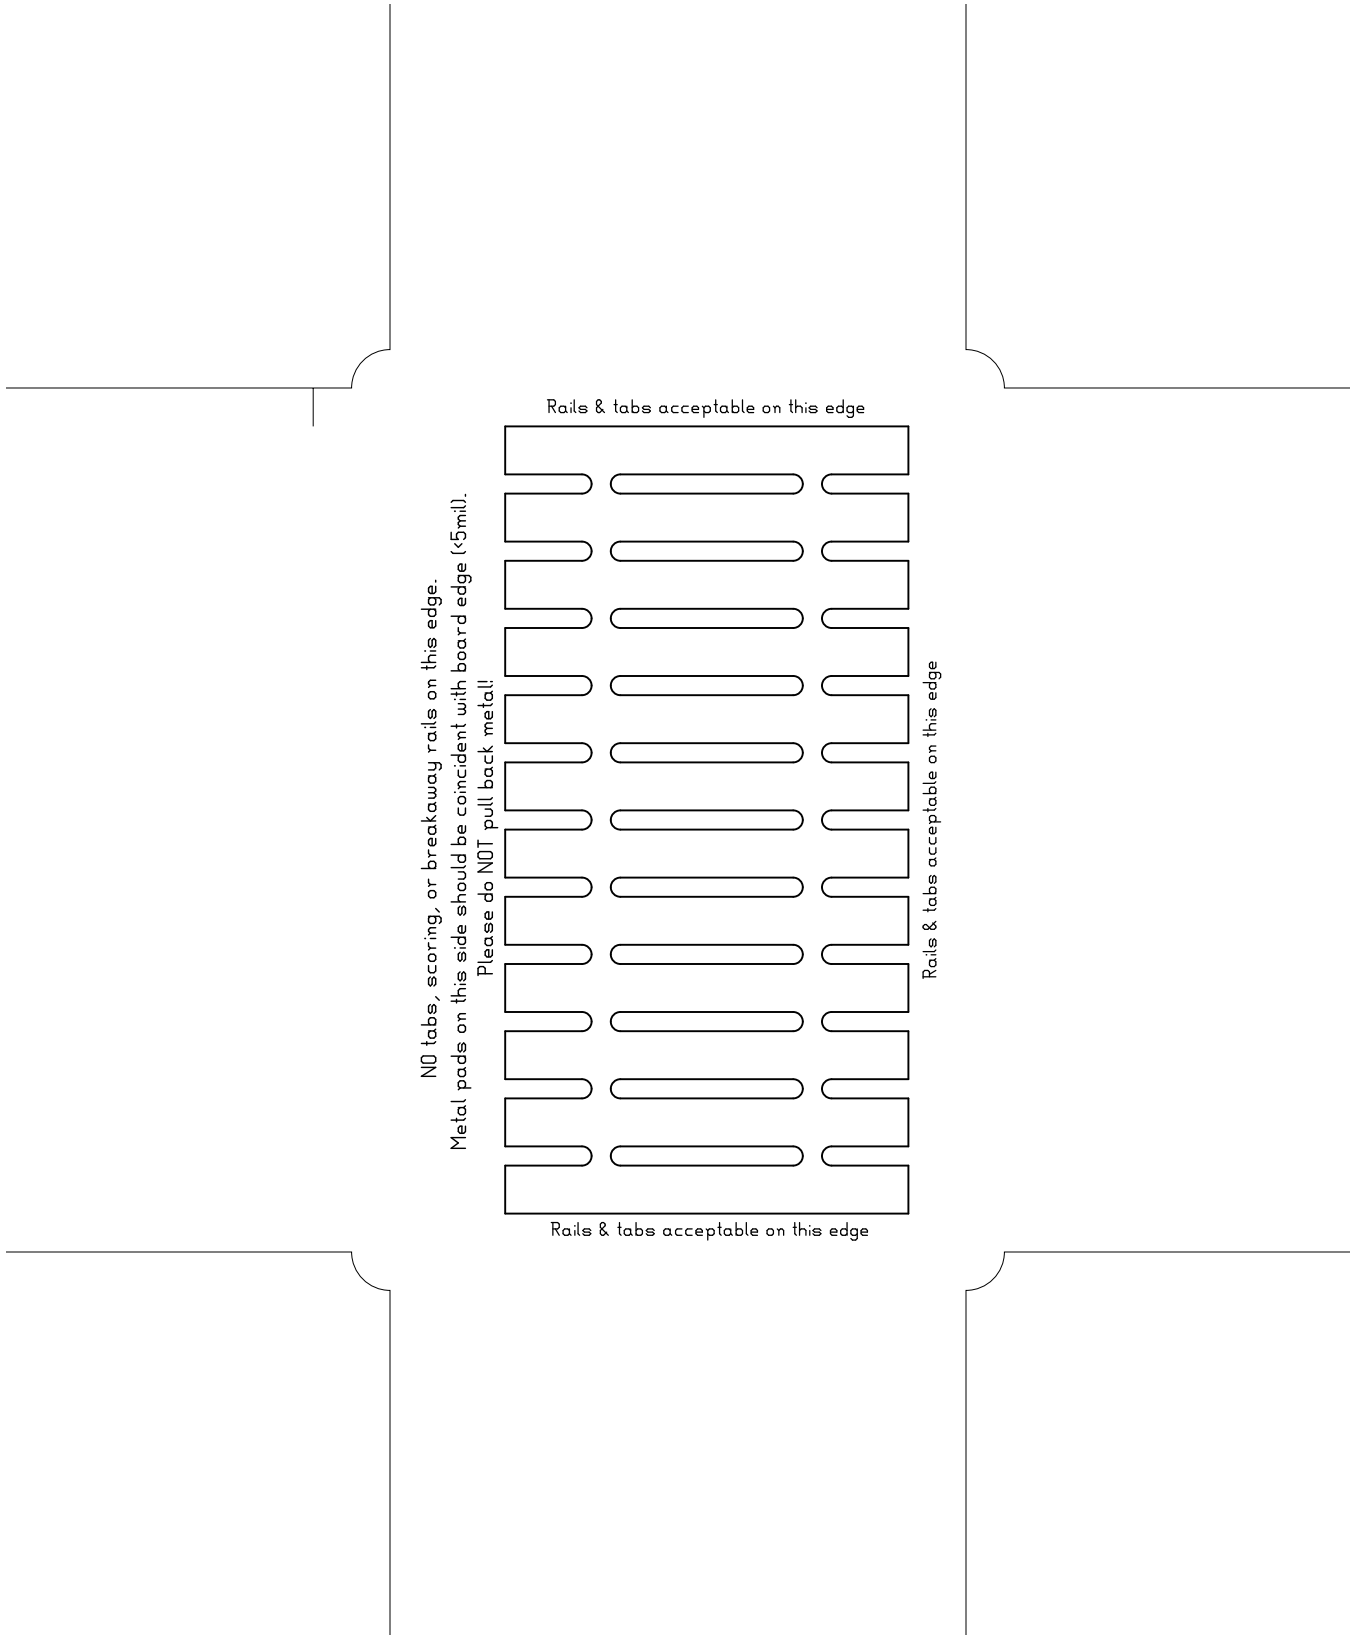 Rails & tabs acceptable on this edge
NO tabs, scoring, or breakaway rails on this edge.
Metal pads on this side should be coincident with board edge (<5mil).
Please do NOT pull back metal!
Rails & tabs acceptable on this edge
Rails & tabs acceptable on this edge